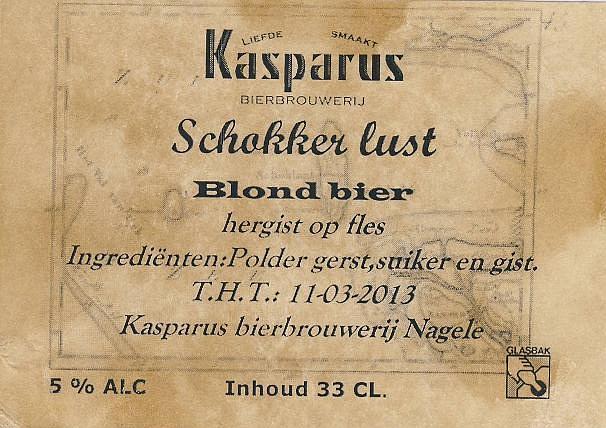 LIEFDE SMAAKT
Kasparus
BIERBROUWERIJ
Schokker lust
Blond bier
hergist op fles
Ingrediënten:Polder gerst,suiker en gist.
T.H.T.: 11-03-2013
Kasparus bierbrouwerij Nagele
GLASBAK
5 % ALC Inhoud 33 CL.